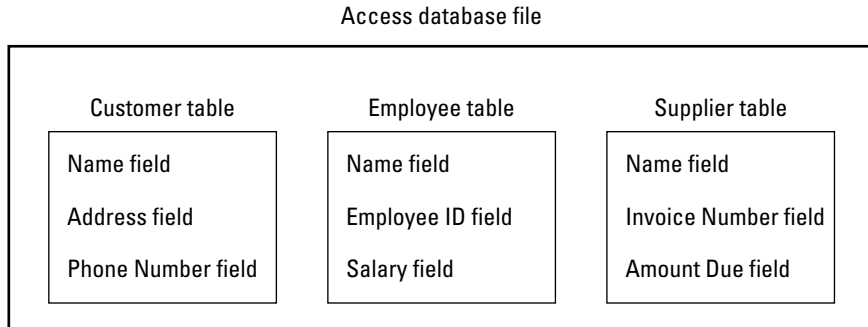 Access database file
Customer table
Name field
Address field
Phone Number field
Employee table
Name field
Employee ID field
Salary field
Supplier table
Name field
Invoice Number field
Amount Due field